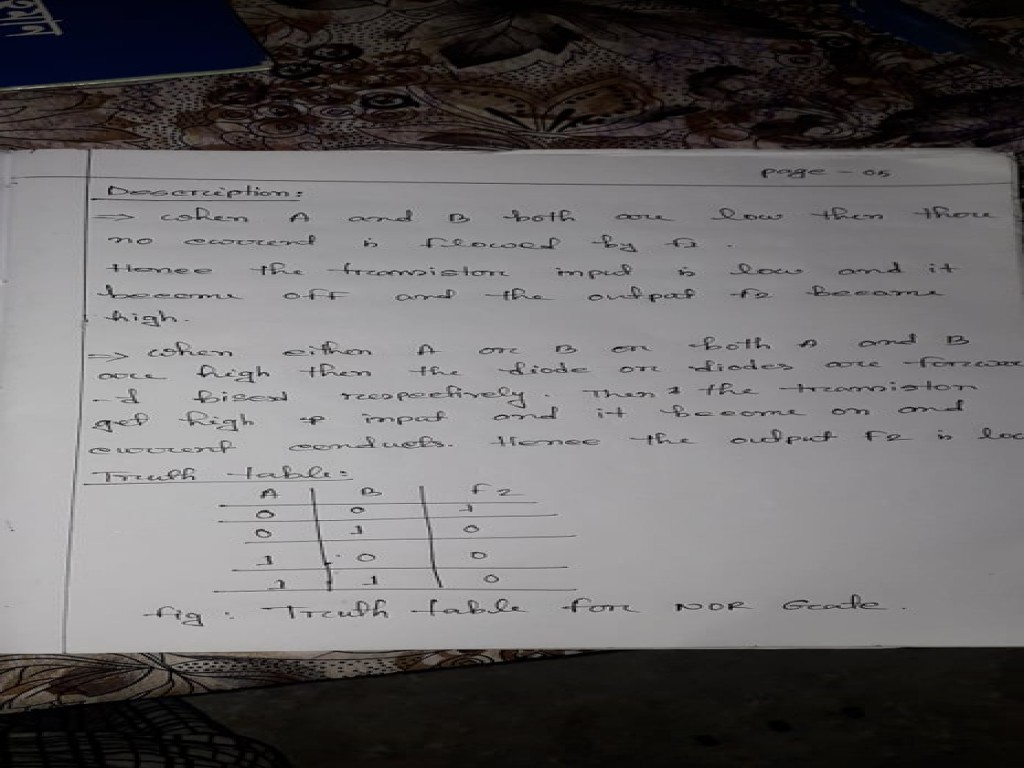 page - 05
Description:
=> when A and B both are low then there
no current is flowed by f2 .
Hence the transistor input is low and it
become off and the output f2 become
high.
=> when either A or B or both A and B
are high then the diode or diodes are forwar
-d bised respectively. Then the transistor
get high input and it become on and
current conducts. Hence the output F2 is lo
Truth table:
A B F2
0 0 1
0 1 0
1 0 0
1 1 0
fig : Truth table for NOR Gate .